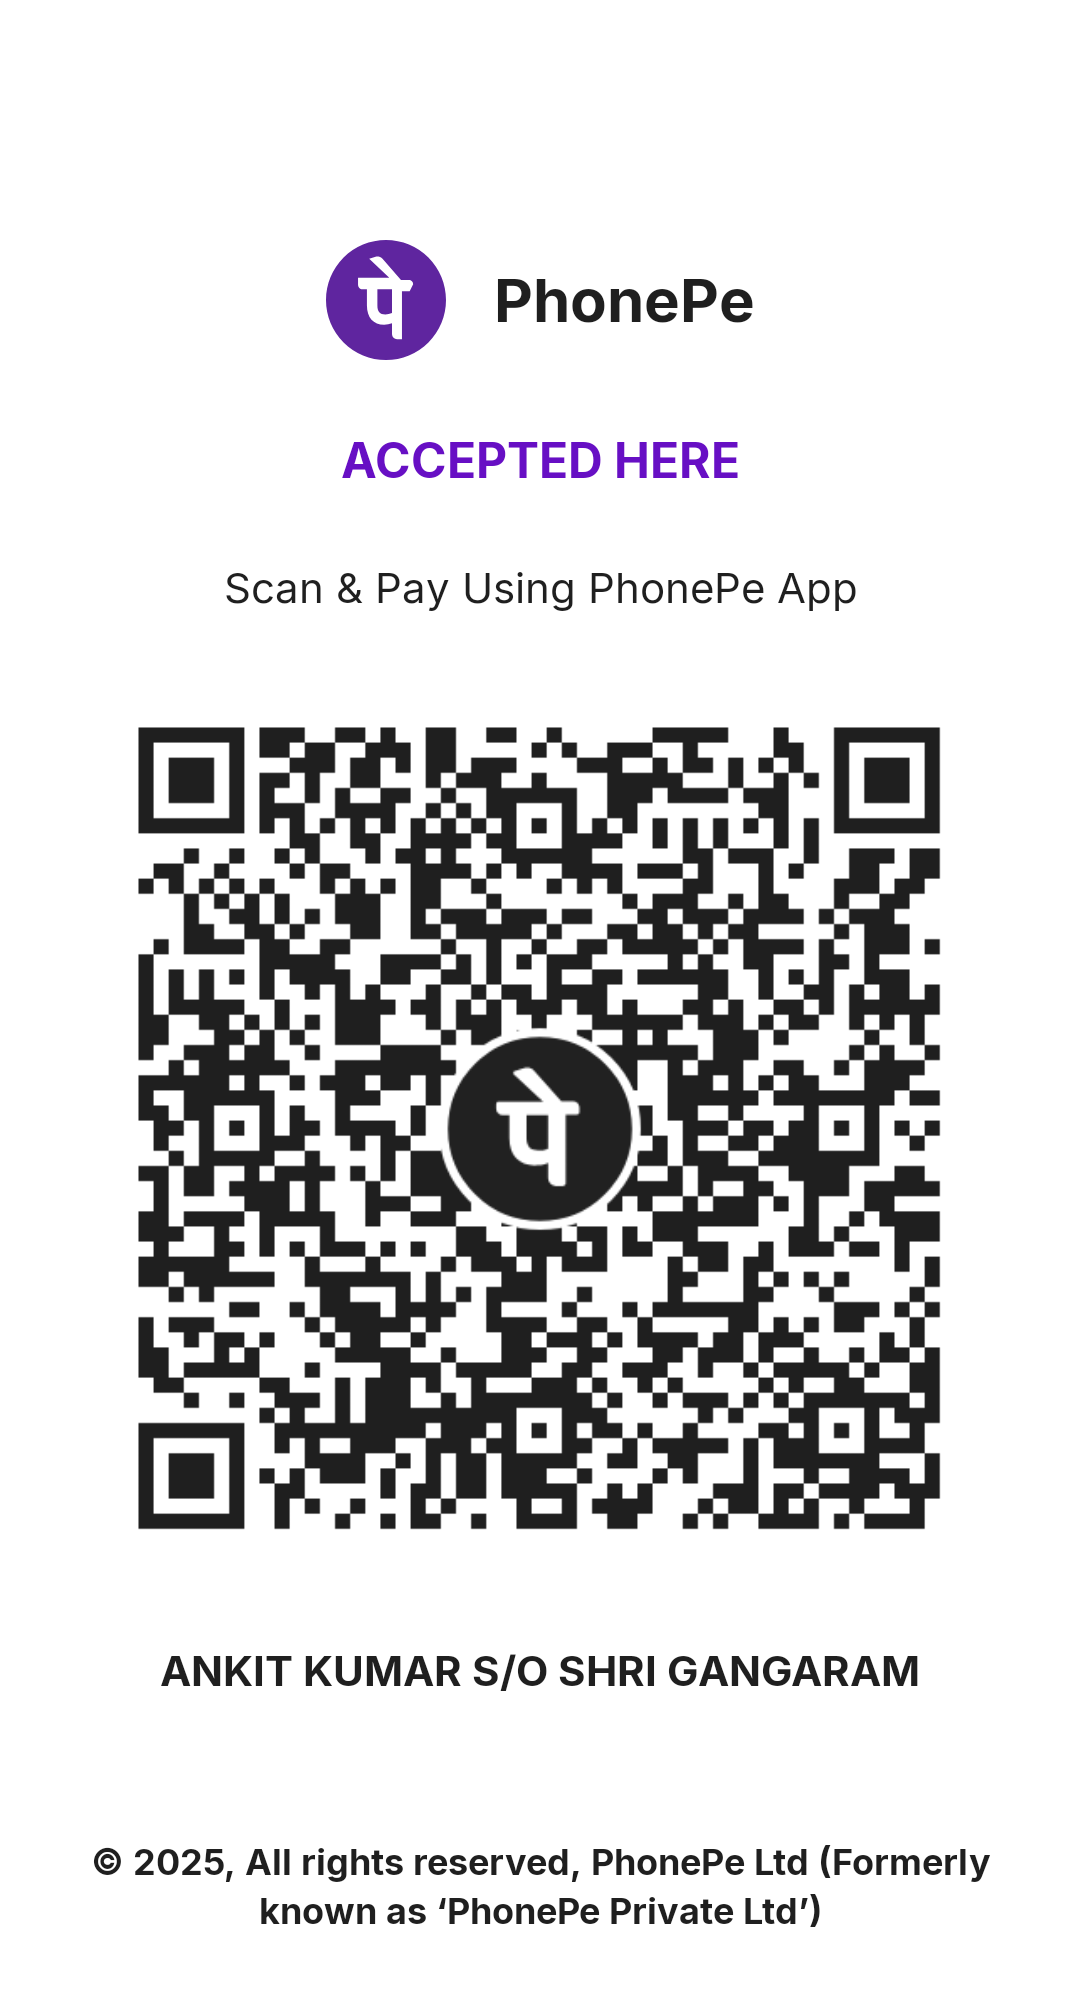 पे PhonePe
ACCEPTED HERE
Scan & Pay Using PhonePe App
पे
ANKIT KUMAR S/O SHRI GANGARAM
© 2025, All rights reserved, PhonePe Ltd (Formerly
known as ‘PhonePe Private Ltd’)